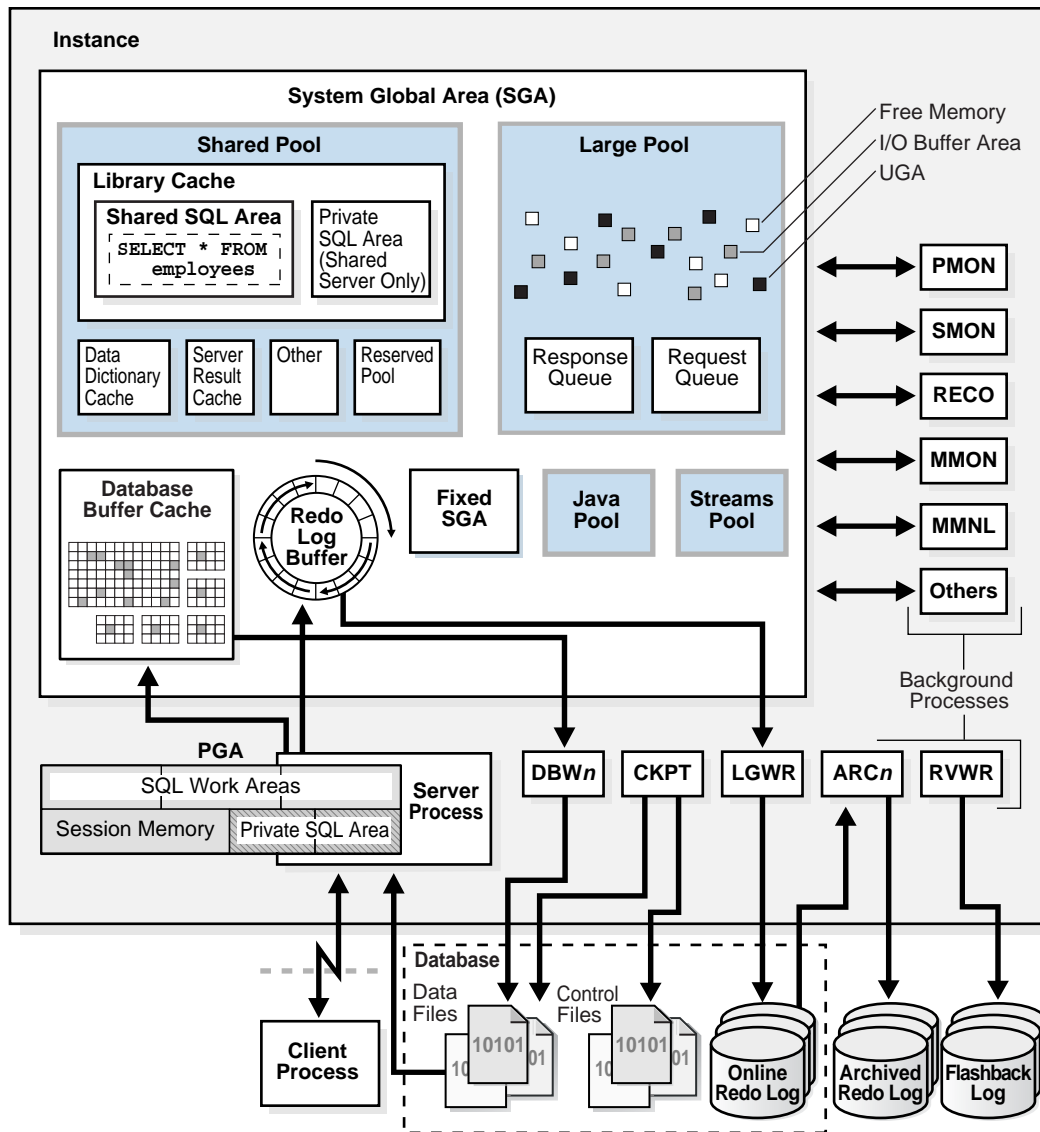 Instance
System Global Area (SGA)
Shared Pool
Library Cache
Shared SQL Area
SELECT * FROM
employees
Private
SQL Area
(Shared
Server Only)
Data
Dictionary
Cache
Server
Result
Cache
Other
Reserved
Pool
Large Pool
Response
Queue
Request
Queue
Free Memory
I/O Buffer Area
UGA
Database
Buffer Cache
Redo
Log
Buffer
Fixed
SGA
Java
Pool
Streams
Pool
PMON
SMON
RECO
MMON
MMNL
Others
Background
Processes
PGA
SQL Work Areas
Session Memory
Private SQL Area
Server
Process
DBWn
CKPT
LGWR
ARCn
RVWR
Client
Process
Database
Data
Files
10101
10
01
Control
Files
10101
Online
Redo Log
Archived
Redo Log
Flashback
Log